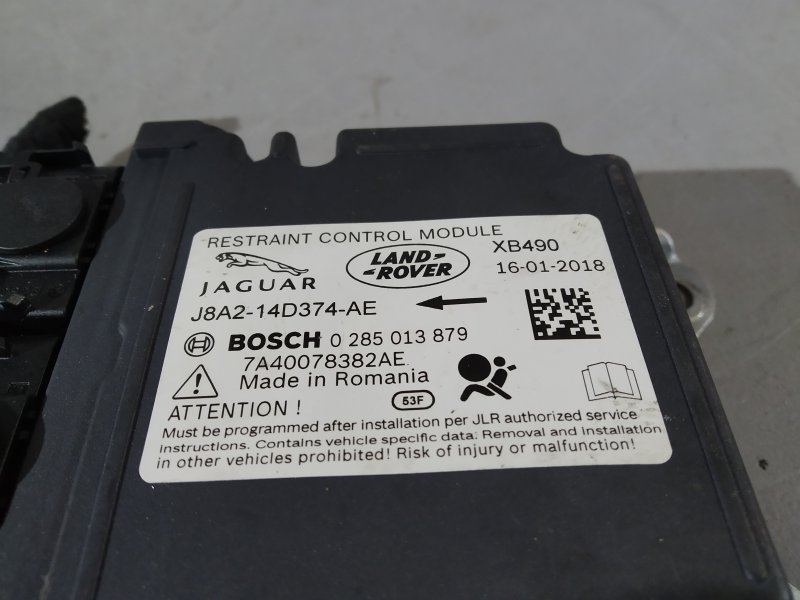 RESTRAINT CONTROL MODULE
JAGUAR
LAND-
-ROVER
XB490
16-01-2018
J8A2-14D374-AE
BOSCH 0 285 013 879
7A40078382AE
Made in Romania
53F
ATTENTION !
Must be programmed after installation per JLR authorized service
instructions. Contains vehicle specific data. Removal and installation
in other vehicles prohibited! Risk of injury or malfunction!